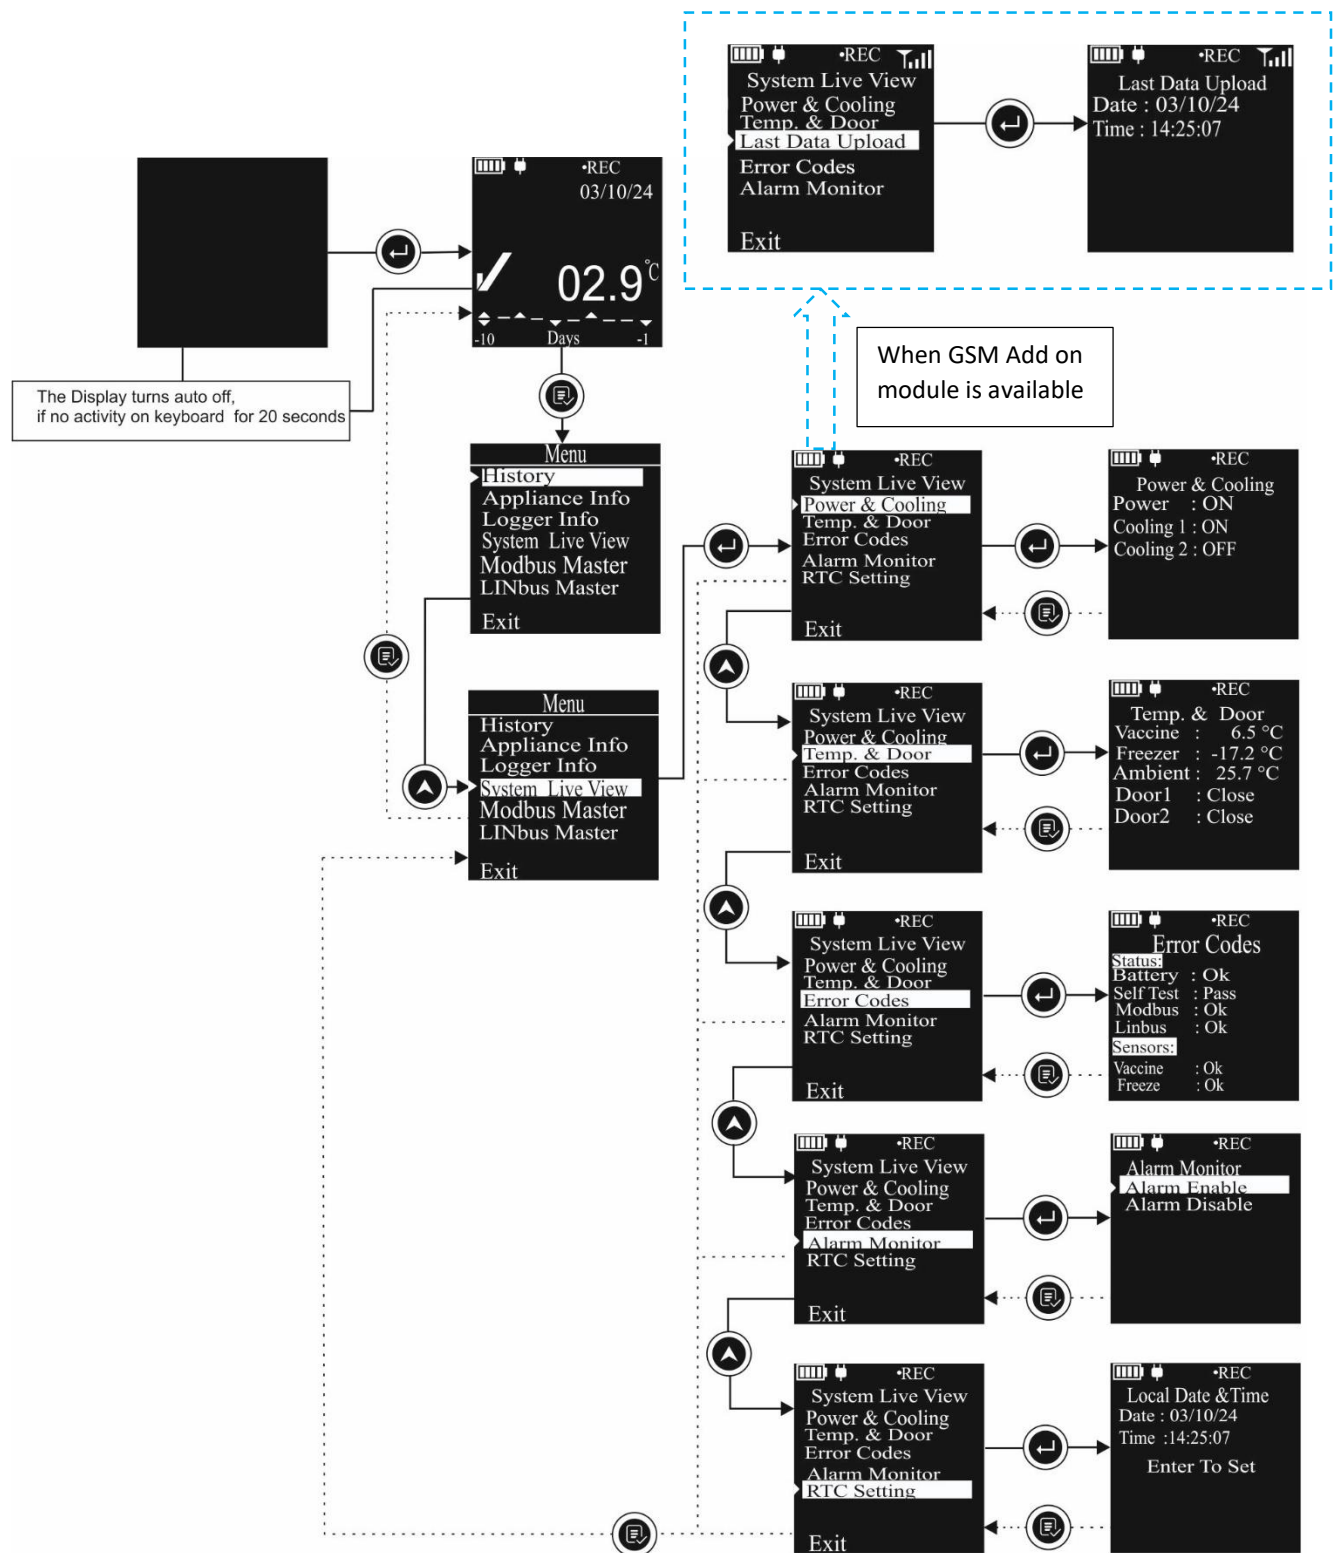 •REC
System Live View
Power & Cooling
Temp. & Door
Last Data Upload
Error Codes
Alarm Monitor
Exit
•REC
Last Data Upload
Date : 03/10/24
Time : 14:25:07
•REC
03/10/24
02.9°C
-10 Days -1
The Display turns auto off,
if no activity on keyboard for 20 seconds
When GSM Add on
module is available
Menu
History
Appliance Info
Logger Info
System Live View
Modbus Master
LINbus Master
Exit
•REC
System Live View
Power & Cooling
Temp. & Door
Error Codes
Alarm Monitor
RTC Setting
Exit
•REC
Power & Cooling
Power : ON
Cooling 1 : ON
Cooling 2 : OFF
Menu
History
Appliance Info
Logger Info
System Live View
Modbus Master
LINbus Master
Exit
•REC
System Live View
Power & Cooling
Temp. & Door
Error Codes
Alarm Monitor
RTC Setting
Exit
•REC
Temp. & Door
Vaccine : 6.5 °C
Freezer : -17.2 °C
Ambient : 25.7 °C
Door1 : Close
Door2 : Close
•REC
System Live View
Power & Cooling
Temp. & Door
Error Codes
Alarm Monitor
RTC Setting
Exit
•REC
Error Codes
Status:
Battery : Ok
Self Test : Pass
Modbus : Ok
Linbus : Ok
Sensors:
Vaccine : Ok
Freeze : Ok
•REC
System Live View
Power & Cooling
Temp. & Door
Error Codes
Alarm Monitor
RTC Setting
Exit
•REC
Alarm Monitor
Alarm Enable
Alarm Disable
•REC
System Live View
Power & Cooling
Temp. & Door
Error Codes
Alarm Monitor
RTC Setting
Exit
•REC
Local Date &Time
Date : 03/10/24
Time :14:25:07
Enter To Set